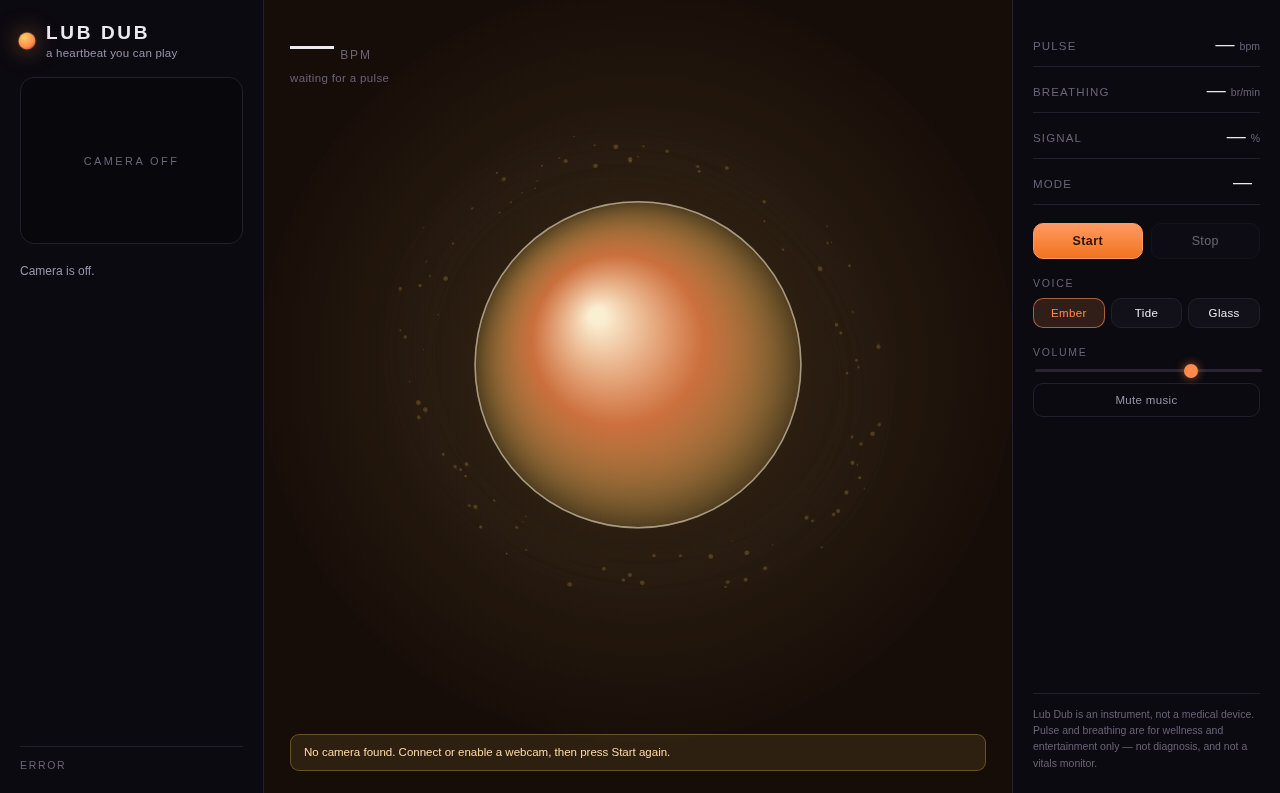 LUB DUB
a heartbeat you can play
CAMERA OFF
Camera is off.
ERROR
— BPM
waiting for a pulse
No camera found. Connect or enable a webcam, then press Start again.
PULSE — bpm
BREATHING — br/min
SIGNAL — %
MODE —
Start Stop
VOICE
Ember Tide Glass
VOLUME
Mute music
Lub Dub is an instrument, not a medical device.
Pulse and breathing are for wellness and
entertainment only — not diagnosis, and not a
vitals monitor.